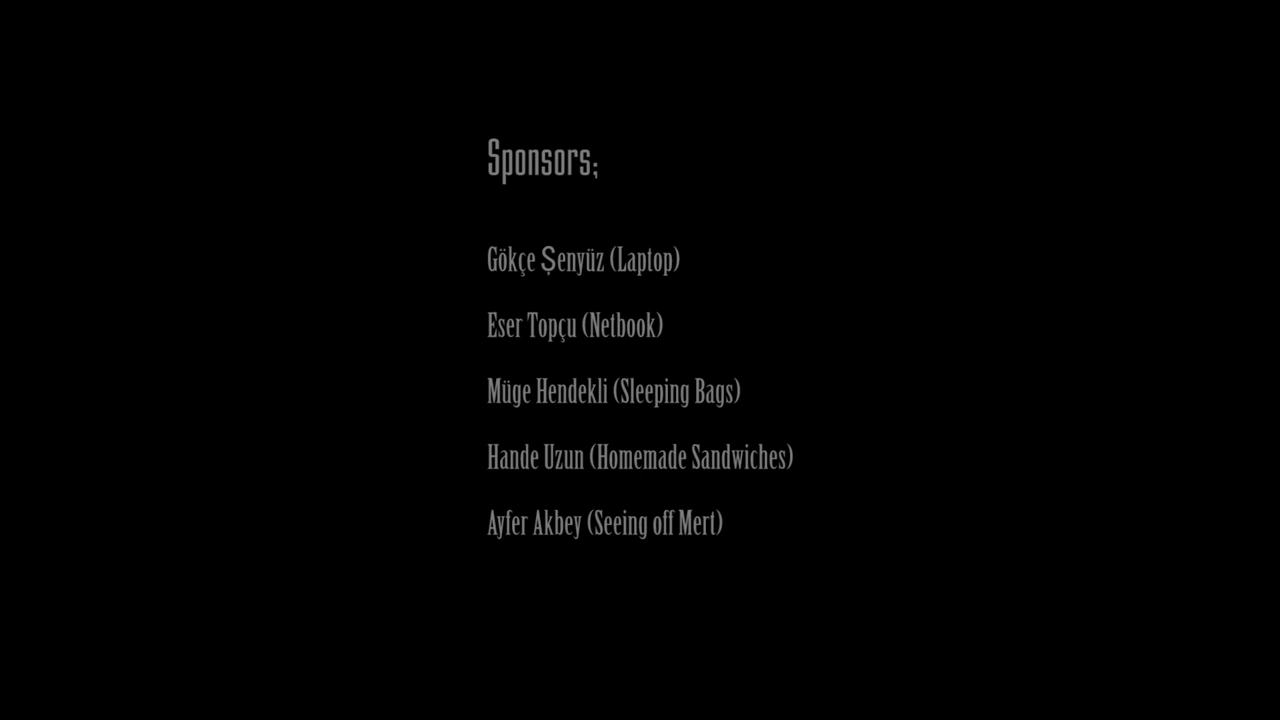 Sponsors;
Gökçe Şenyüz (Laptop)
Eser Topçu (Netbook)
Müge Hendekli (Sleeping Bags)
Hande Uzun (Homemade Sandwiches)
Ayfer Akbey (Seeing off Mert)